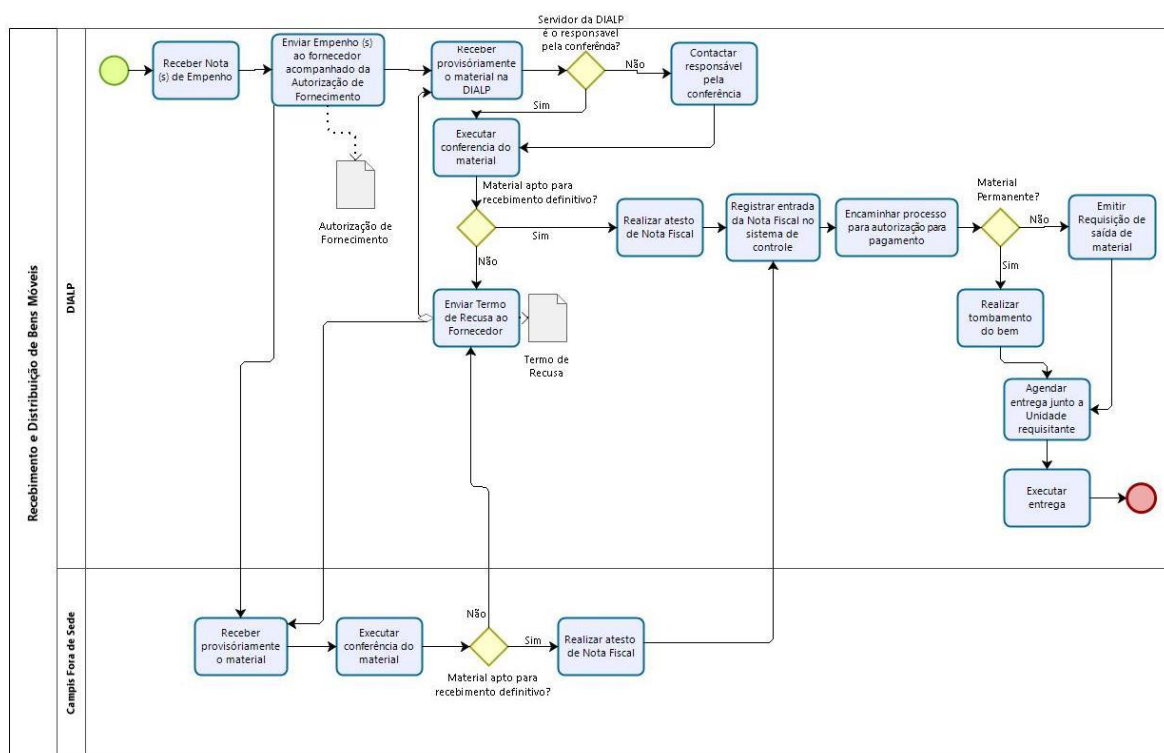 Recebimento e Distribuição de Bens Móveis
DIALP
Receber Nota
(s) de Empenho
Enviar Empenho (s)
ao fornecedor
acompanhado da
Autorização de
Fornecimento
Autorização de
Fornecimento
Receber
provisóriamente
o material na
DIALP
Servidor da DIALP
é o responsavel
pela conferência?
Não
Sim
Contactar
responsável
pela
conferência
Executar
conferencia do
material
Material apto para
recebimento definitivo?
Sim
Não
Realizar atesto
de Nota Fiscal
Registrar entrada
da Nota Fiscal no
sistema de
controle
Encaminhar processo
para autorização para
pagamento
Material
Permanente?
Não
Sim
Emitir
Requisição de
saída de
material
Enviar Termo
de Recusa ao
Fornecedor
Termo de
Recusa
Realizar
tombamento
do bem
Agendar
entrega junto a
Unidade
requisitante
Executar
entrega
Campis Fora de Sede
Receber
provisóriamente
o material
Executar
conferência do
material
Não
Sim
Material apto para
recebimento definitivo?
Realizar atesto
de Nota Fiscal